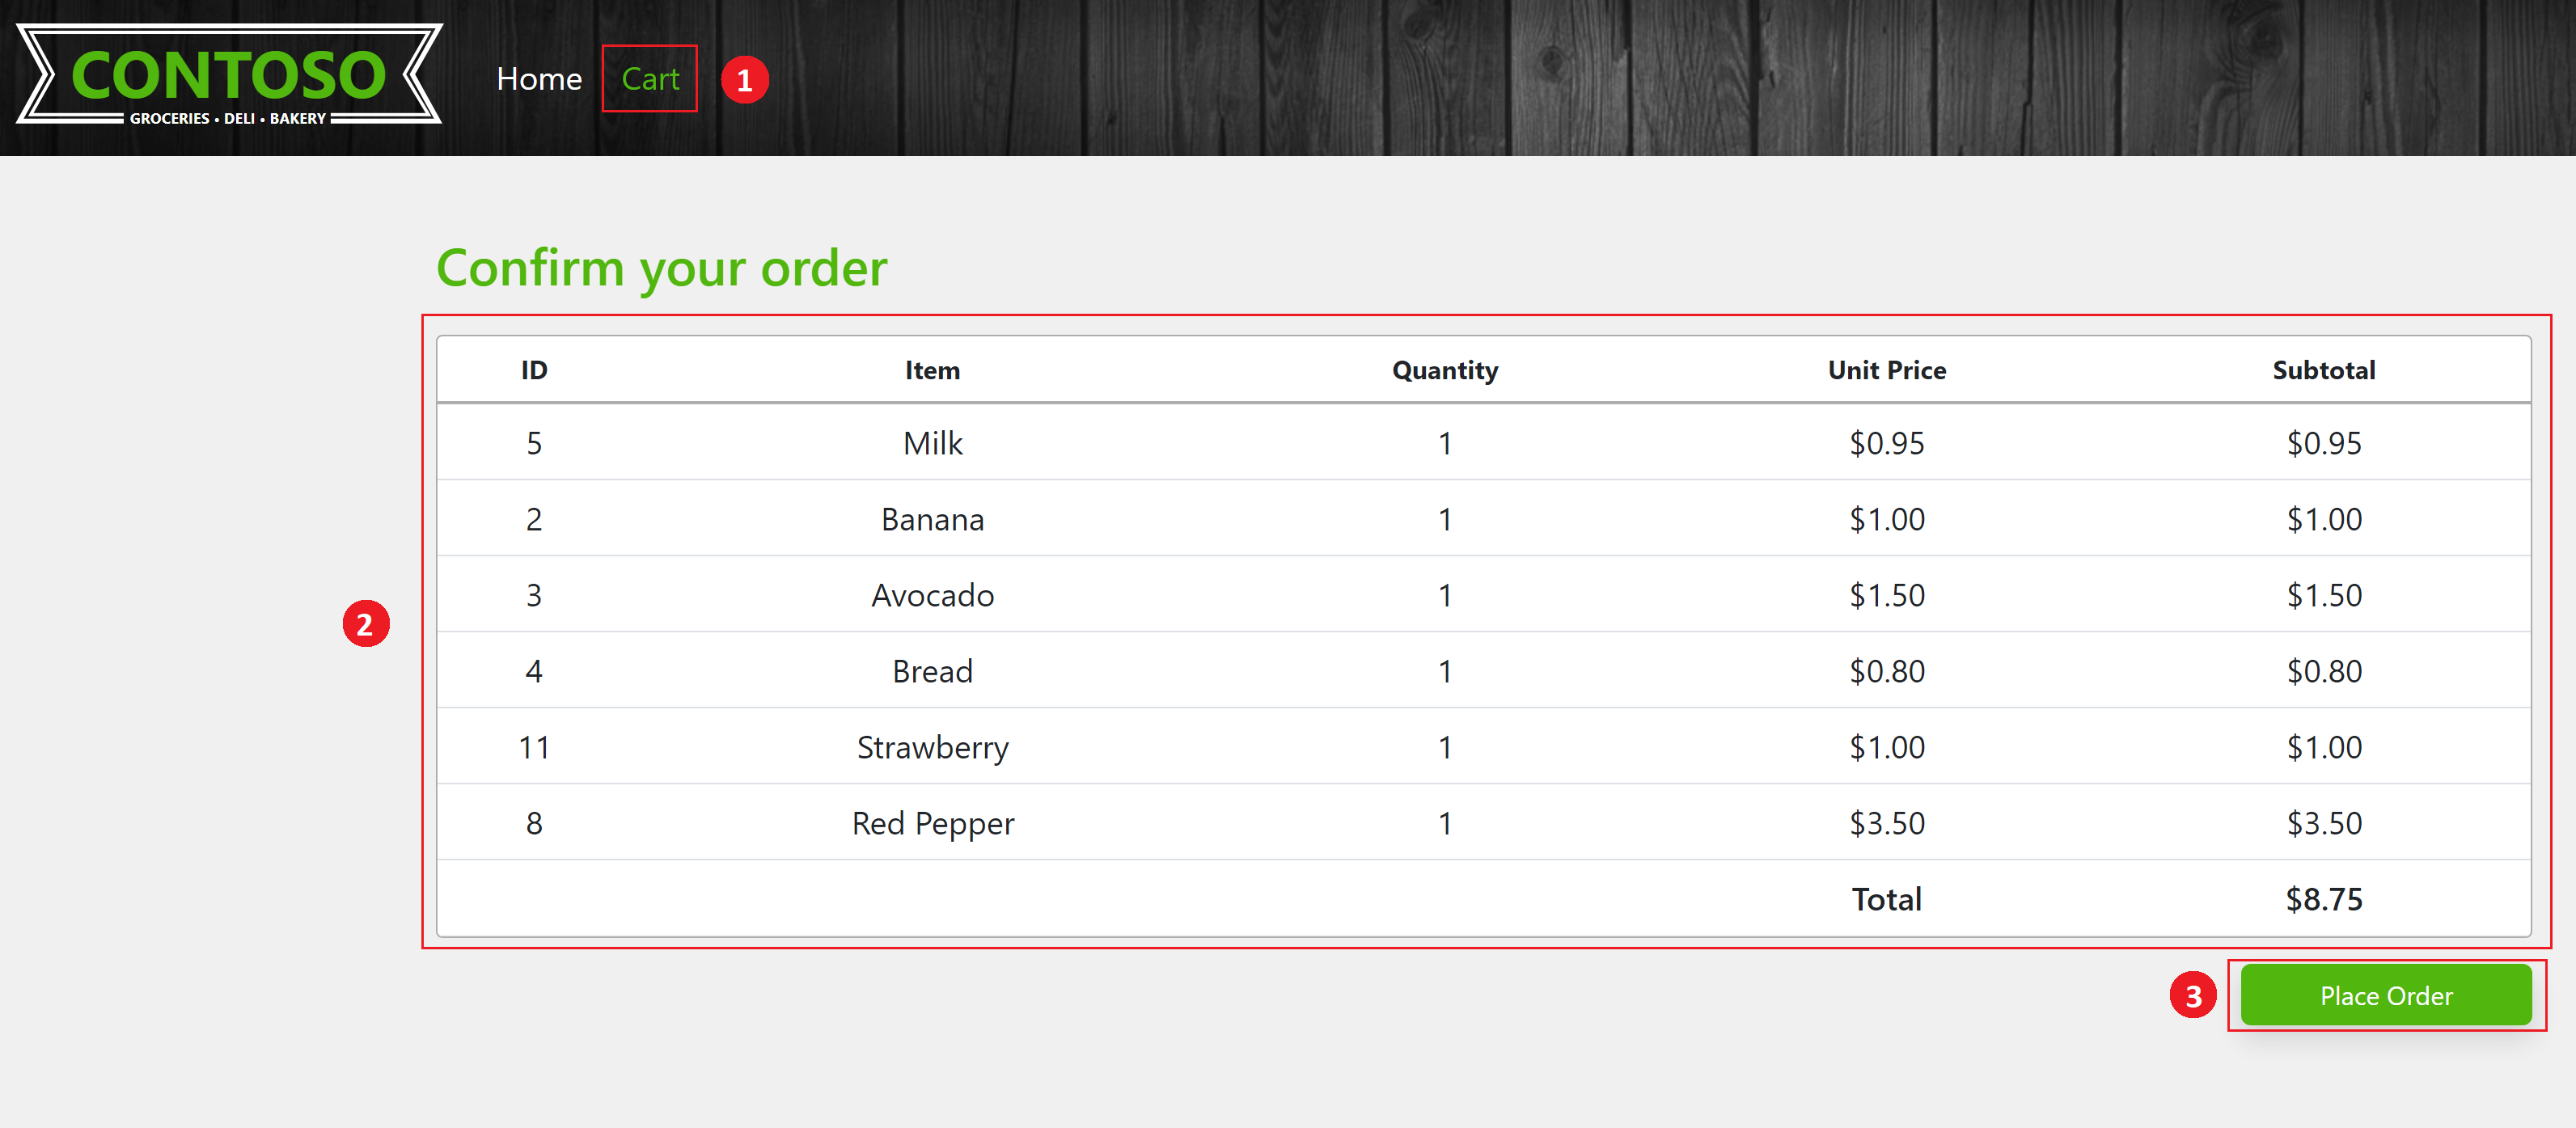 CONTOSO
GROCERIES • DELI • BAKERY
Home Cart 1
Confirm your order
ID Item Quantity Unit Price Subtotal
5 Milk 1 $0.95 $0.95
2 Banana 1 $1.00 $1.00
3 Avocado 1 $1.50 $1.50
2
4 Bread 1 $0.80 $0.80
11 Strawberry 1 $1.00 $1.00
8 Red Pepper 1 $3.50 $3.50
Total $8.75
3 Place Order